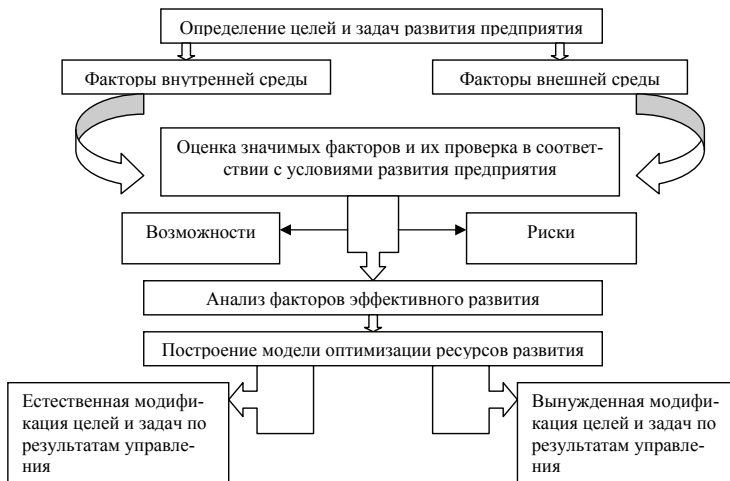 Определение целей и задач развития предприятия
Факторы внутренней среды
Факторы внешней среды
Оценка значимых факторов и их проверка в соответ-
ствии с условиями развития предприятия
Возможности
Риски
Анализ факторов эффективного развития
Построение модели оптимизации ресурсов развития
Естественная модифи-
кация целей и задач по
результатам управле-
ния
Вынужденная модифи-
кация целей и задач по
результатам управле-
ния